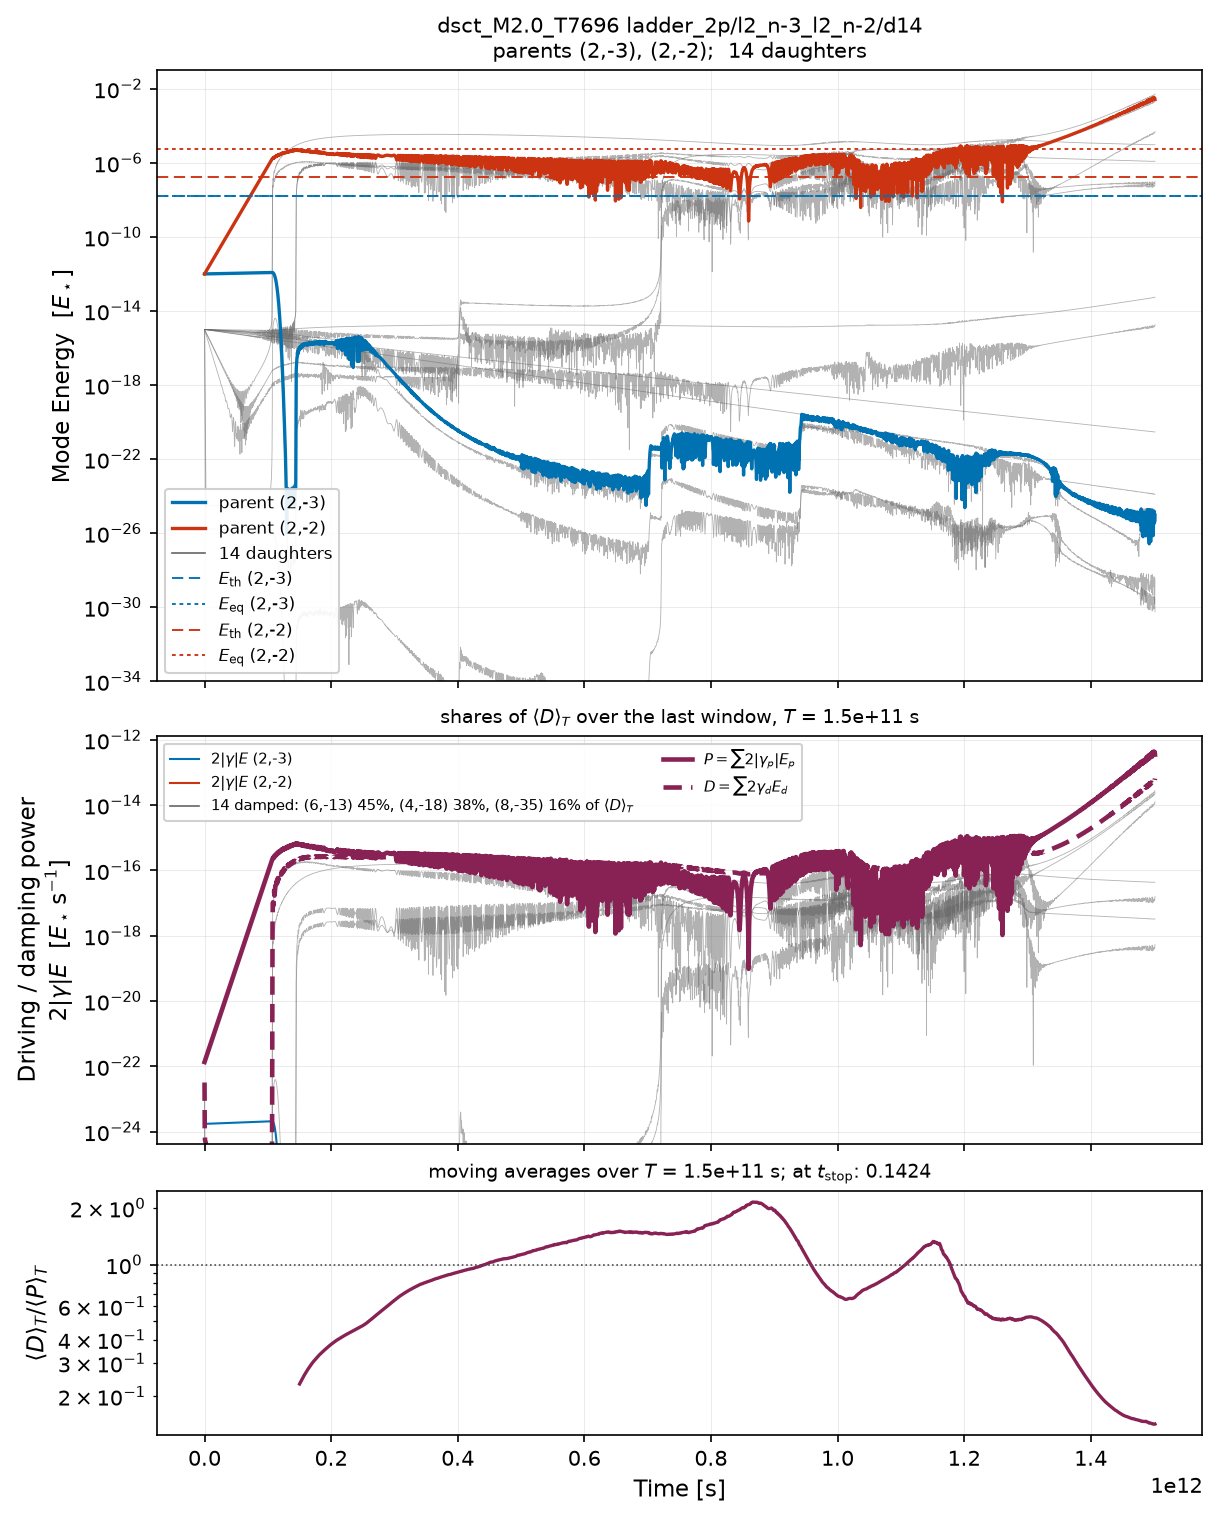 dsct_M2.0_T7696 ladder_2p/l2_n-3_l2_n-2/d14
parents (2,-3), (2,-2);  14 daughters
Mode Energy  [E⋆]
10⁻²
10⁻⁶
10⁻¹⁰
10⁻¹⁴
10⁻¹⁸
10⁻²²
10⁻²⁶
10⁻³⁰
10⁻³⁴
parent (2,-3)
parent (2,-2)
14 daughters
E_th (2,-3)
E_eq (2,-3)
E_th (2,-2)
E_eq (2,-2)
shares of ⟨D⟩_T over the last window, T = 1.5e+11 s
Driving / damping power
2|γ|E  [E⋆ s⁻¹]
10⁻¹²
10⁻¹⁴
10⁻¹⁶
10⁻¹⁸
10⁻²⁰
10⁻²²
10⁻²⁴
2|γ|E (2,-3)
2|γ|E (2,-2)
14 damped: (6,-13) 45%, (4,-18) 38%, (8,-35) 16% of ⟨D⟩_T
P = ∑2|γ_p|E_p
D = ∑2γ_d E_d
moving averages over T = 1.5e+11 s; at t_stop: 0.1424
⟨D⟩_T/⟨P⟩_T
2 × 10⁰
10⁰
6 × 10⁻¹
4 × 10⁻¹
3 × 10⁻¹
2 × 10⁻¹
0.0 0.2 0.4 0.6 0.8 1.0 1.2 1.4
1e12
Time [s]